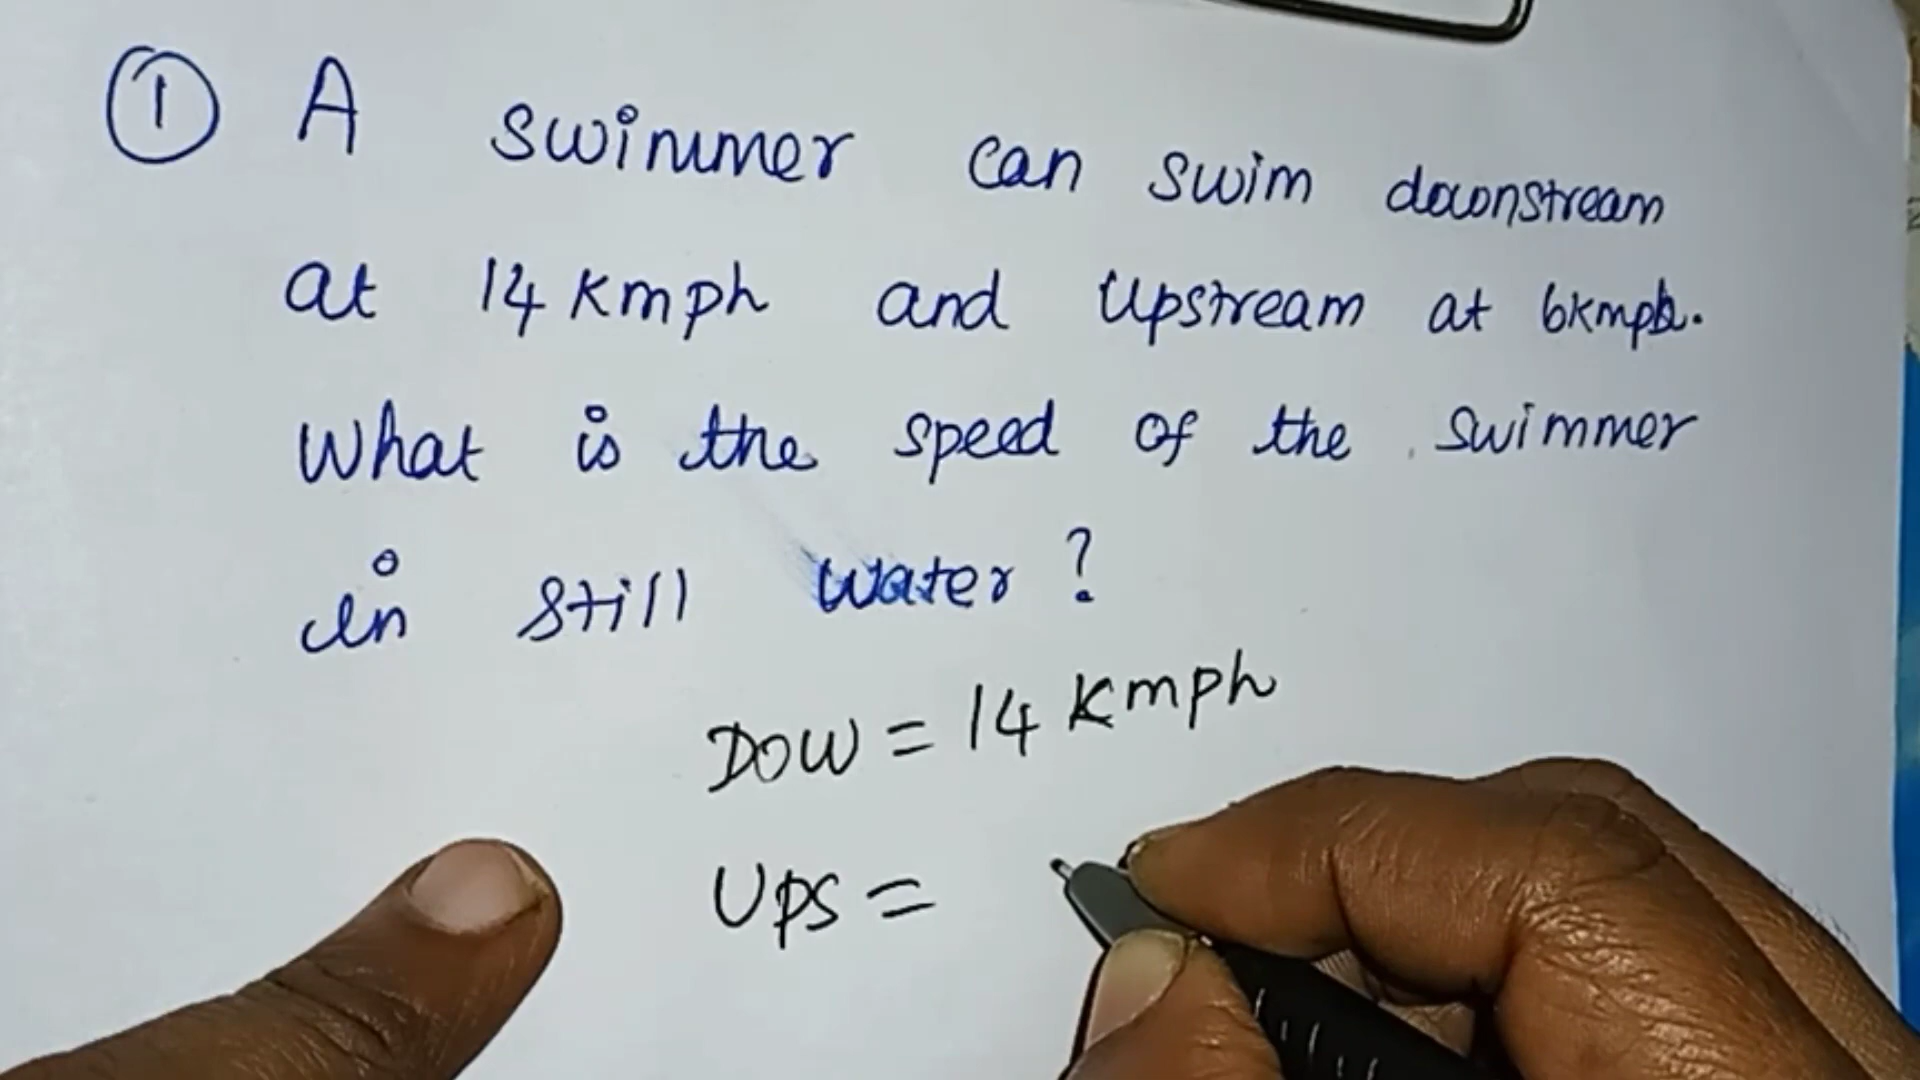 ① A swimmer can swim downstream
at 14 kmph and upstream at 6kmph.
What is the speed of the swimmer
in still water?
Dow = 14 kmph
Ups =